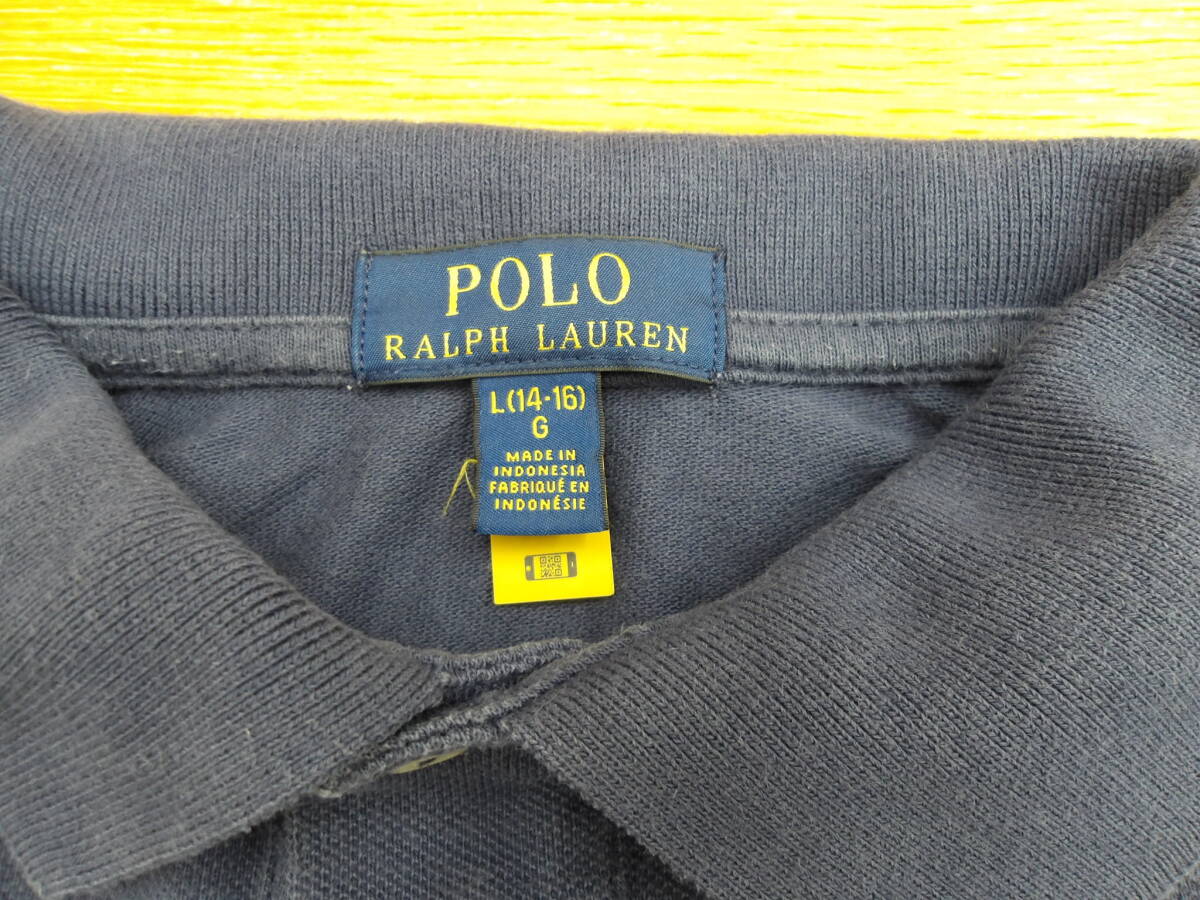 POLO
RALPH LAUREN
L(14-16)
G
MADE IN
INDONESIA
FABRIQUÉ EN
INDONÉSIE